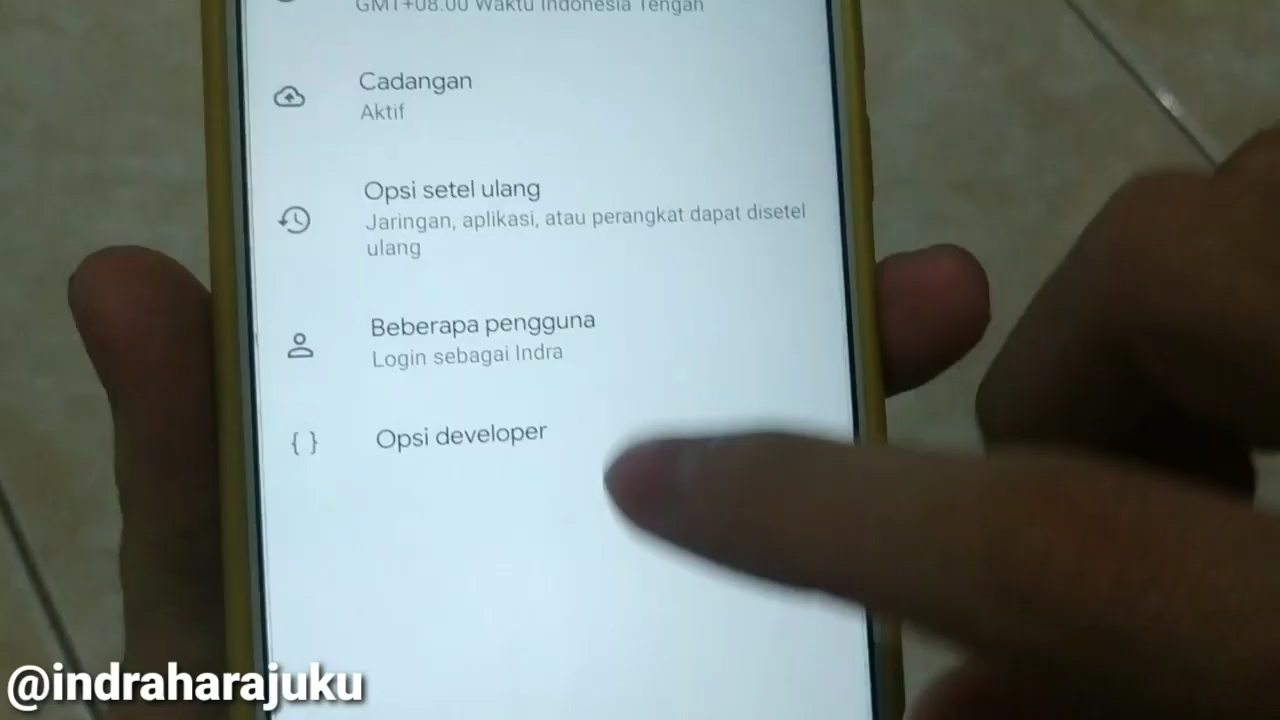 GMT+08.00 Waktu Indonesia Tengah
Cadangan
Aktif
Opsi setel ulang
Jaringan, aplikasi, atau perangkat dapat disetel
ulang
Beberapa pengguna
Login sebagai Indra
{ } Opsi developer
@indraharajuku